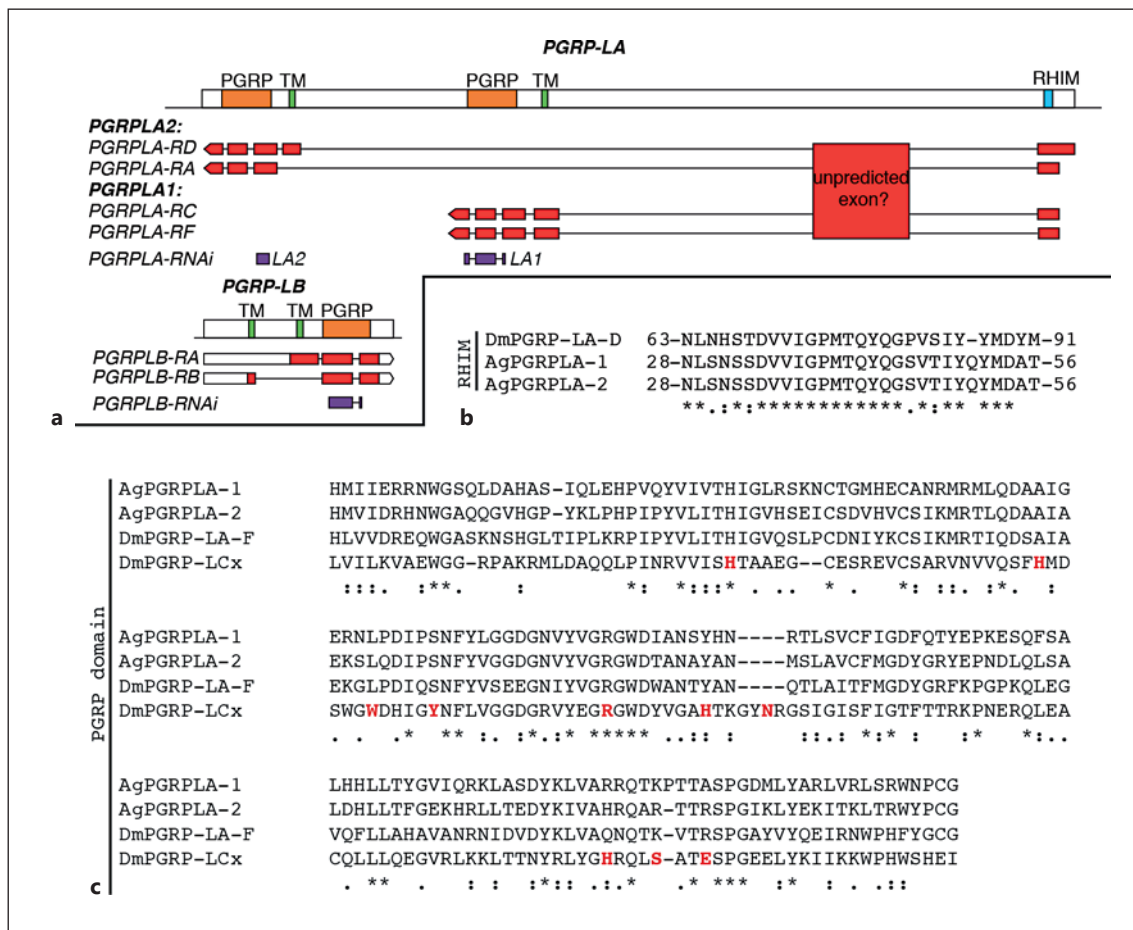 PGRP-LA
PGRP TM PGRP TM RHIM
PGRPLA2:
PGRPLA-RD
PGRPLA-RA
PGRPLA1:
PGRPLA-RC
PGRPLA-RF
unpredicted
exon?
PGRPLA-RNAi LA2 LA1
PGRP-LB
TM TM PGRP
PGRPLB-RA
PGRPLB-RB
PGRPLB-RNAi
a
RHIM
DmPGRP-LA-D 63-NLNHSTDVVIGPMTQYQGPVSIY-YMDYM-91
AgPGRPLA-1 28-NLSNSSDVVIGPMTQYQGSVTIYQYMDAT-56
AgPGRPLA-2 28-NLSNSSDVVIGPMTQYQGSVTIYQYMDAT-56
**.:*:************.*:** ***
b
PGRP domain
AgPGRPLA-1 HMIIERRNWGSQLDAHAS-IQLEHPVQYVIVTHIGLRSKNCTGMHECANRMRMLQDAAIG
AgPGRPLA-2 HMVIDRHNWGAQQGVHGP-YKLPHPIPYVLITHIGVHSEICSDVHVCSIKMRTLQDAAIA
DmPGRP-LA-F HLVVDREQWGASKNSHGLTIPLKRPIPYVLITHIGVQSLPCDNIYKCSIKMRTIQDSAIA
DmPGRP-LCx LVILKVAEWGG-RPAKRMLDAQQLPINRVVISHTAAEG--CESREVCSARVNVVQSFHMD
:::. :**. : *: *::: * . .. * . *: :. :*. . :
AgPGRPLA-1 ERNLPDIPSNFYLGGDGNVYVGRGWDIANSYHN----RTLSVCFIGDFQTYEPKESQFSA
AgPGRPLA-2 EKSLQDIPSNFYVGGDGNVYVGRGWDTANAYAN----MSLAVCFMGDYGRYEPNDLQLSA
DmPGRP-LA-F EKGLPDIQSNFYVSEEGNIYVGRGWDWANTYAN----QTLAITFMGDYGRFKPGPKQLEG
DmPGRP-LCx SWGWDHIGYNFLVGGDGRVYEGRGWDYVGAHTKGYNRGSIGISFIGTFTTRKPNERQLEA
. . .* ** :. :*.:* ***** ..:: : ::.: *:* : :* *:..
AgPGRPLA-1 LHHLLTYGVIQRKLASDYKLVARRQTKPTTASPGDMLYARLVRLSRWNPCG
AgPGRPLA-2 LDHLLTFGEKHRLLTEDYKIVAHRQAR-TTRSPGIKLYEKITKLTRWYPCG
DmPGRP-LA-F VQFLLAHAVANRNIDVDYKLVAQNQTK-VTRSPGAYVYQEIRNWPHFYGCG
DmPGRP-LCx CQLLLQEGVRLKKLTTNYRLYGHRQLS-ATESPGEELYKIIKKWPHWSHEI
. ** . : : :*:: .:.* .* *** :* : . ::
c